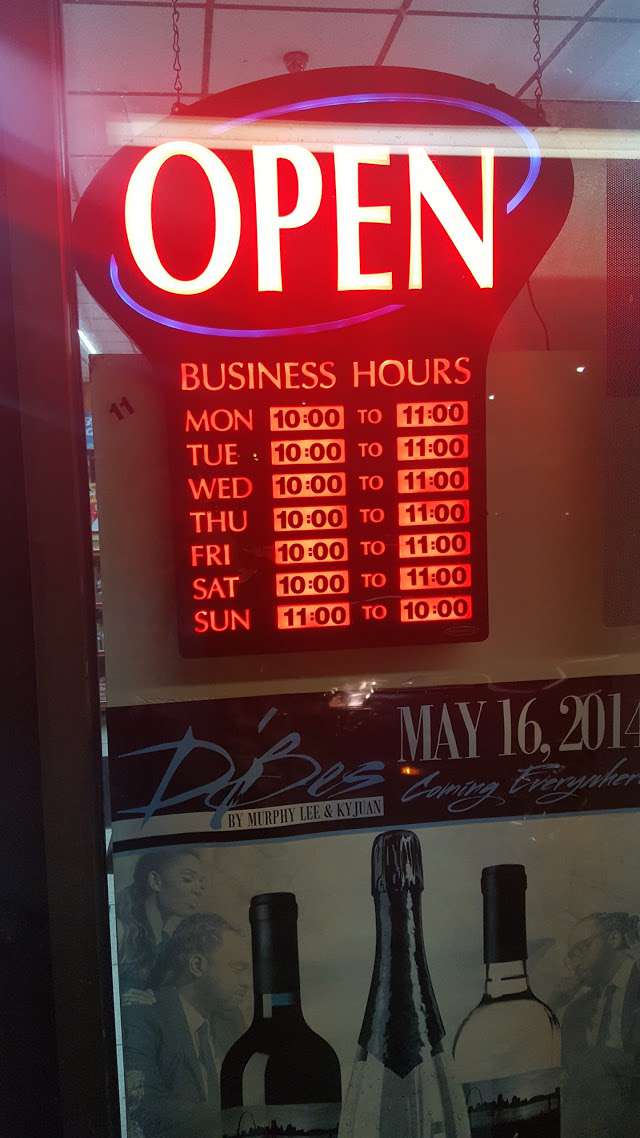 OPEN
BUSINESS HOURS
11
MON 10:00 TO 11:00
TUE 10:00 TO 11:00
WED 10:00 TO 11:00
THU 10:00 TO 11:00
FRI 10:00 TO 11:00
SAT 10:00 TO 11:00
SUN 11:00 TO 10:00
MAY 16, 2014
Coming Everywher
BY MURPHY LEE & KYJUAN